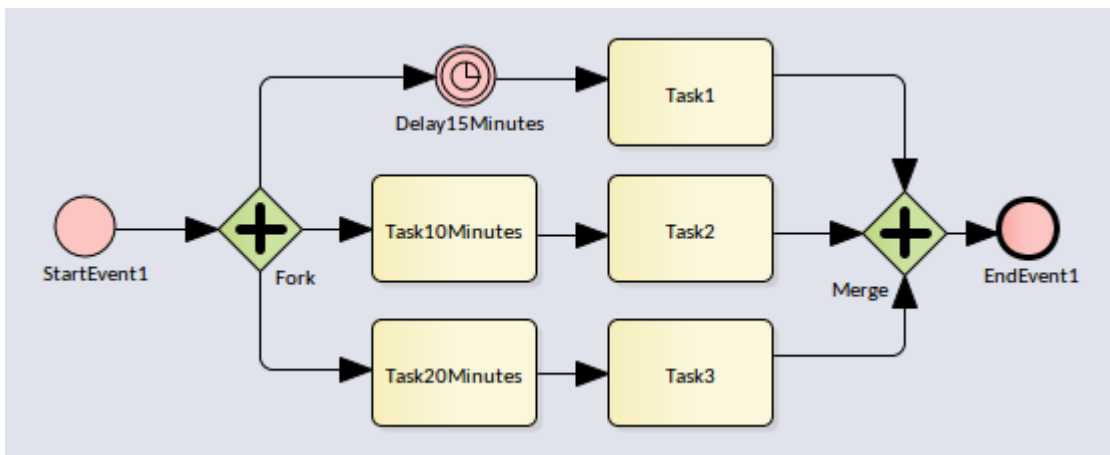 Task1
Delay15Minutes
Task10Minutes
Task2
StartEvent1
Fork
Merge
EndEvent1
Task20Minutes
Task3